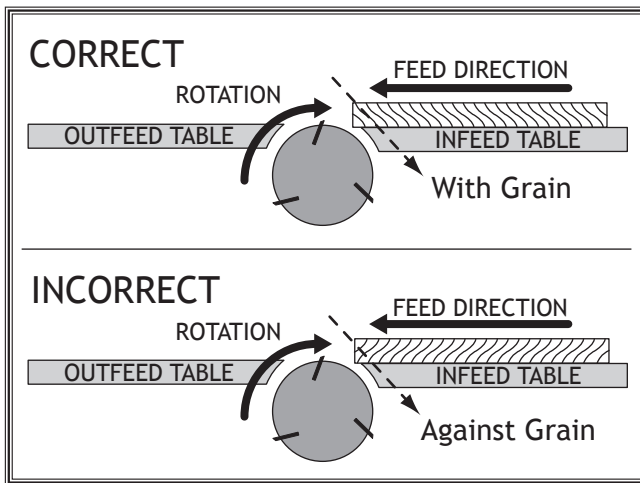 CORRECT
FEED DIRECTION
ROTATION
OUTFEED TABLE
INFEED TABLE
With Grain
INCORRECT
FEED DIRECTION
ROTATION
OUTFEED TABLE
INFEED TABLE
Against Grain